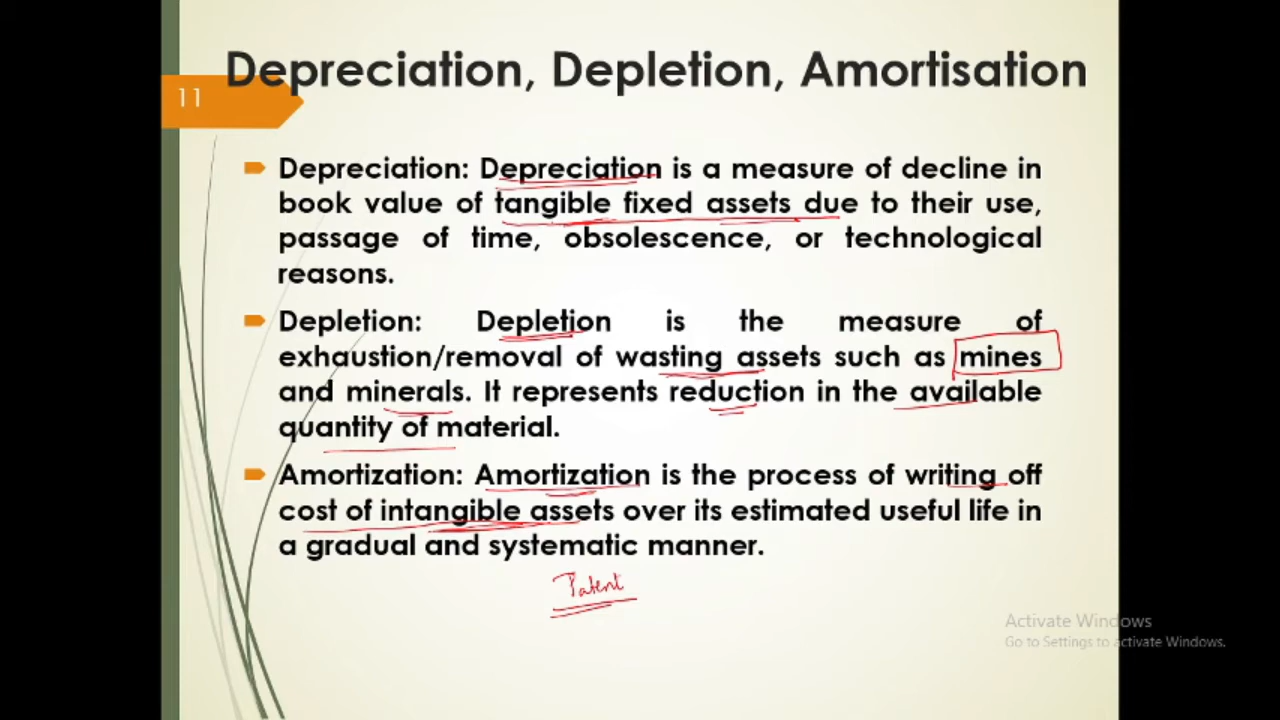 Depreciation, Depletion, Amortisation
11
Depreciation: Depreciation is a measure of decline in
book value of tangible fixed assets due to their use,
passage of time, obsolescence, or technological
reasons.
Depletion: Depletion is the measure of
exhaustion/removal of wasting assets such as mines
and minerals. It represents reduction in the available
quantity of material.
Amortization: Amortization is the process of writing off
cost of intangible assets over its estimated useful life in
a gradual and systematic manner.
Patent
Activate Windows
Go to Settings to activate Windows.